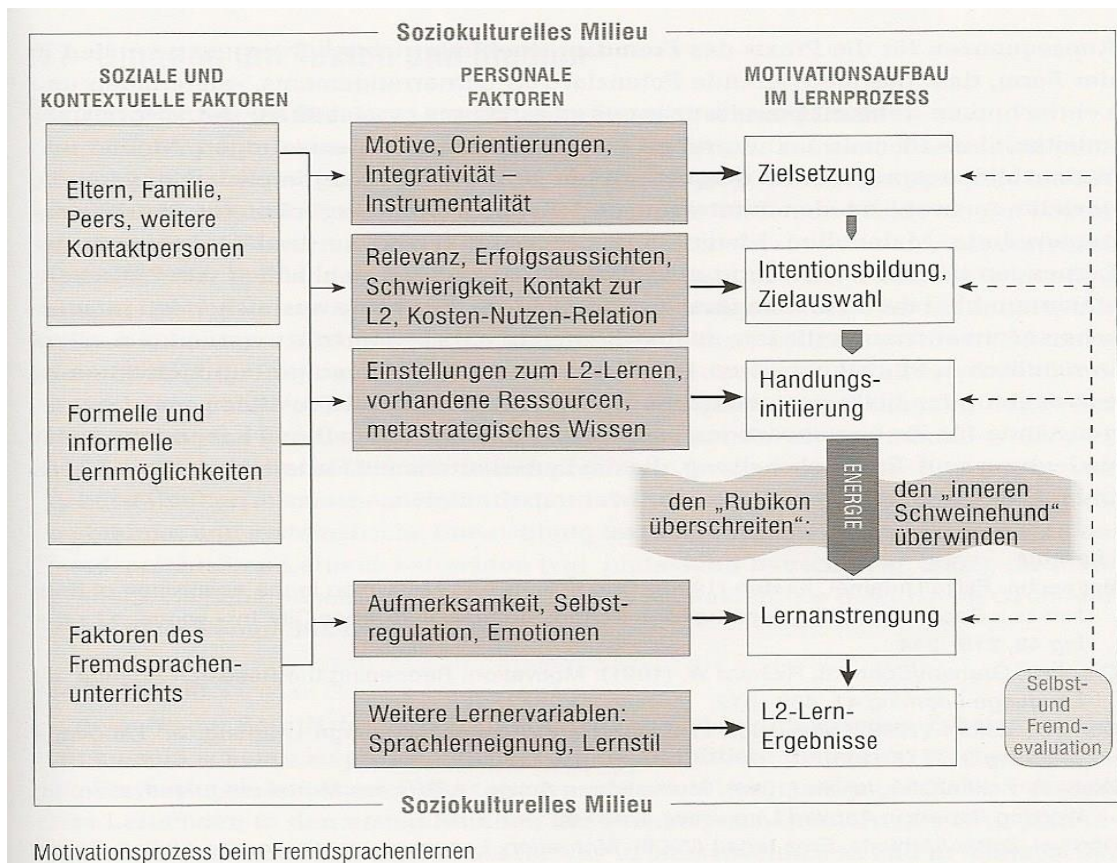 Soziokulturelles Milieu
SOZIALE UND
KONTEXTUELLE FAKTOREN
PERSONALE
FAKTOREN
MOTIVATIONSAUFBAU
IM LERNPROZESS
Eltern, Familie,
Peers, weitere
Kontaktpersonen
Motive, Orientierungen,
Integrativität –
Instrumentalität
Zielsetzung
Relevanz, Erfolgsaussichten,
Schwierigkeit, Kontakt zur
L2, Kosten-Nutzen-Relation
Intentionsbildung,
Zielauswahl
Formelle und
informelle
Lernmöglichkeiten
Einstellungen zum L2-Lernen,
vorhandene Ressourcen,
metastrategisches Wissen
Handlungs-
initiierung
den „Rubikon
überschreiten“:
ENERGIE
den „inneren
Schweinehund“
überwinden
Faktoren des
Fremdsprachen-
unterrichts
Aufmerksamkeit, Selbst-
regulation, Emotionen
Lernanstrengung
Weitere Lernervariablen:
Sprachlerneignung, Lernstil
L2-Lern-
Ergebnisse
Selbst-
und
Fremd-
evaluation
Soziokulturelles Milieu
Motivationsprozess beim Fremdsprachenlernen